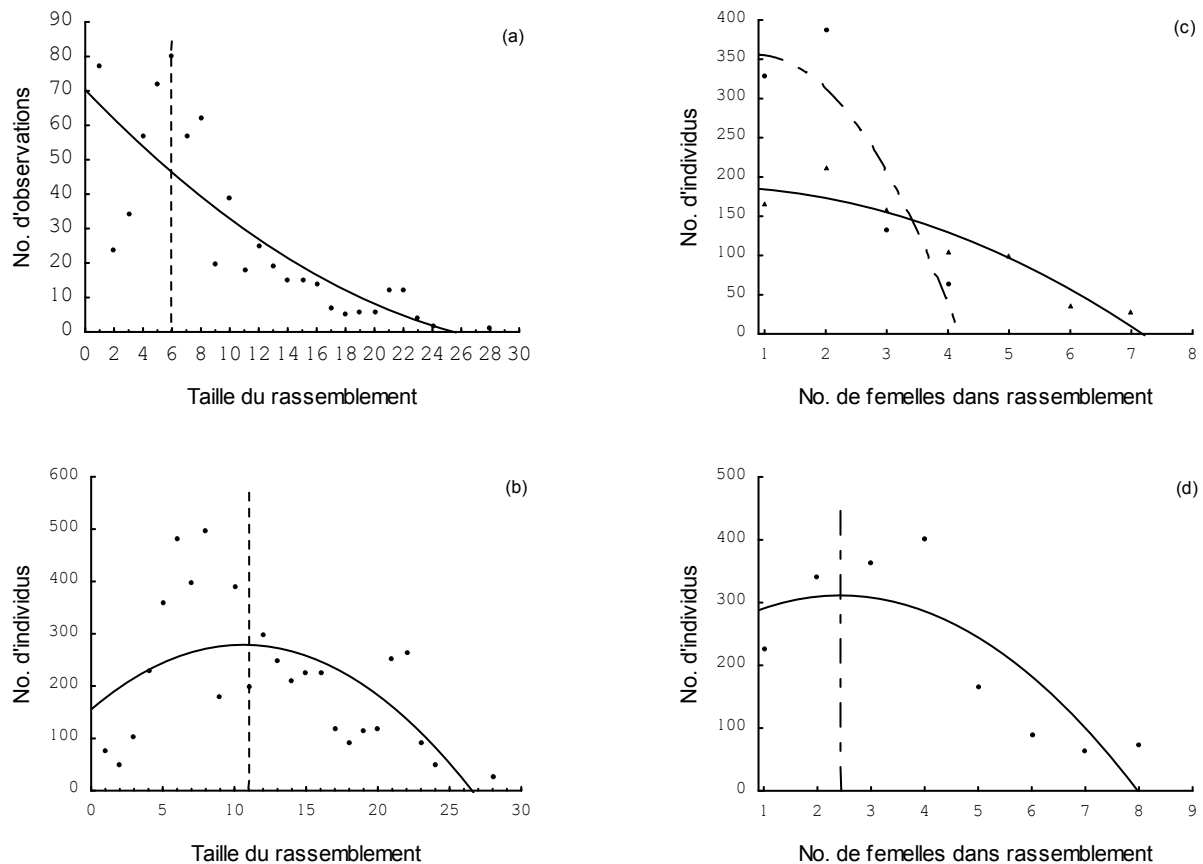 (a)
No. d'observations
90
80
70
60
50
40
30
20
10
0
0 2 4 6 8 10 12 14 16 18 20 22 24 26 28 30
Taille du rassemblement
(c)
No. d'individus
400
350
300
250
200
150
100
50
0
1 2 3 4 5 6 7 8
No. de femelles dans rassemblement
(b)
No. d'individus
600
500
400
300
200
100
0
0 5 10 15 20 25 30
Taille du rassemblement
(d)
No. d'individus
500
400
300
200
100
0
1 2 3 4 5 6 7 8 9
No. de femelles dans rassemblement